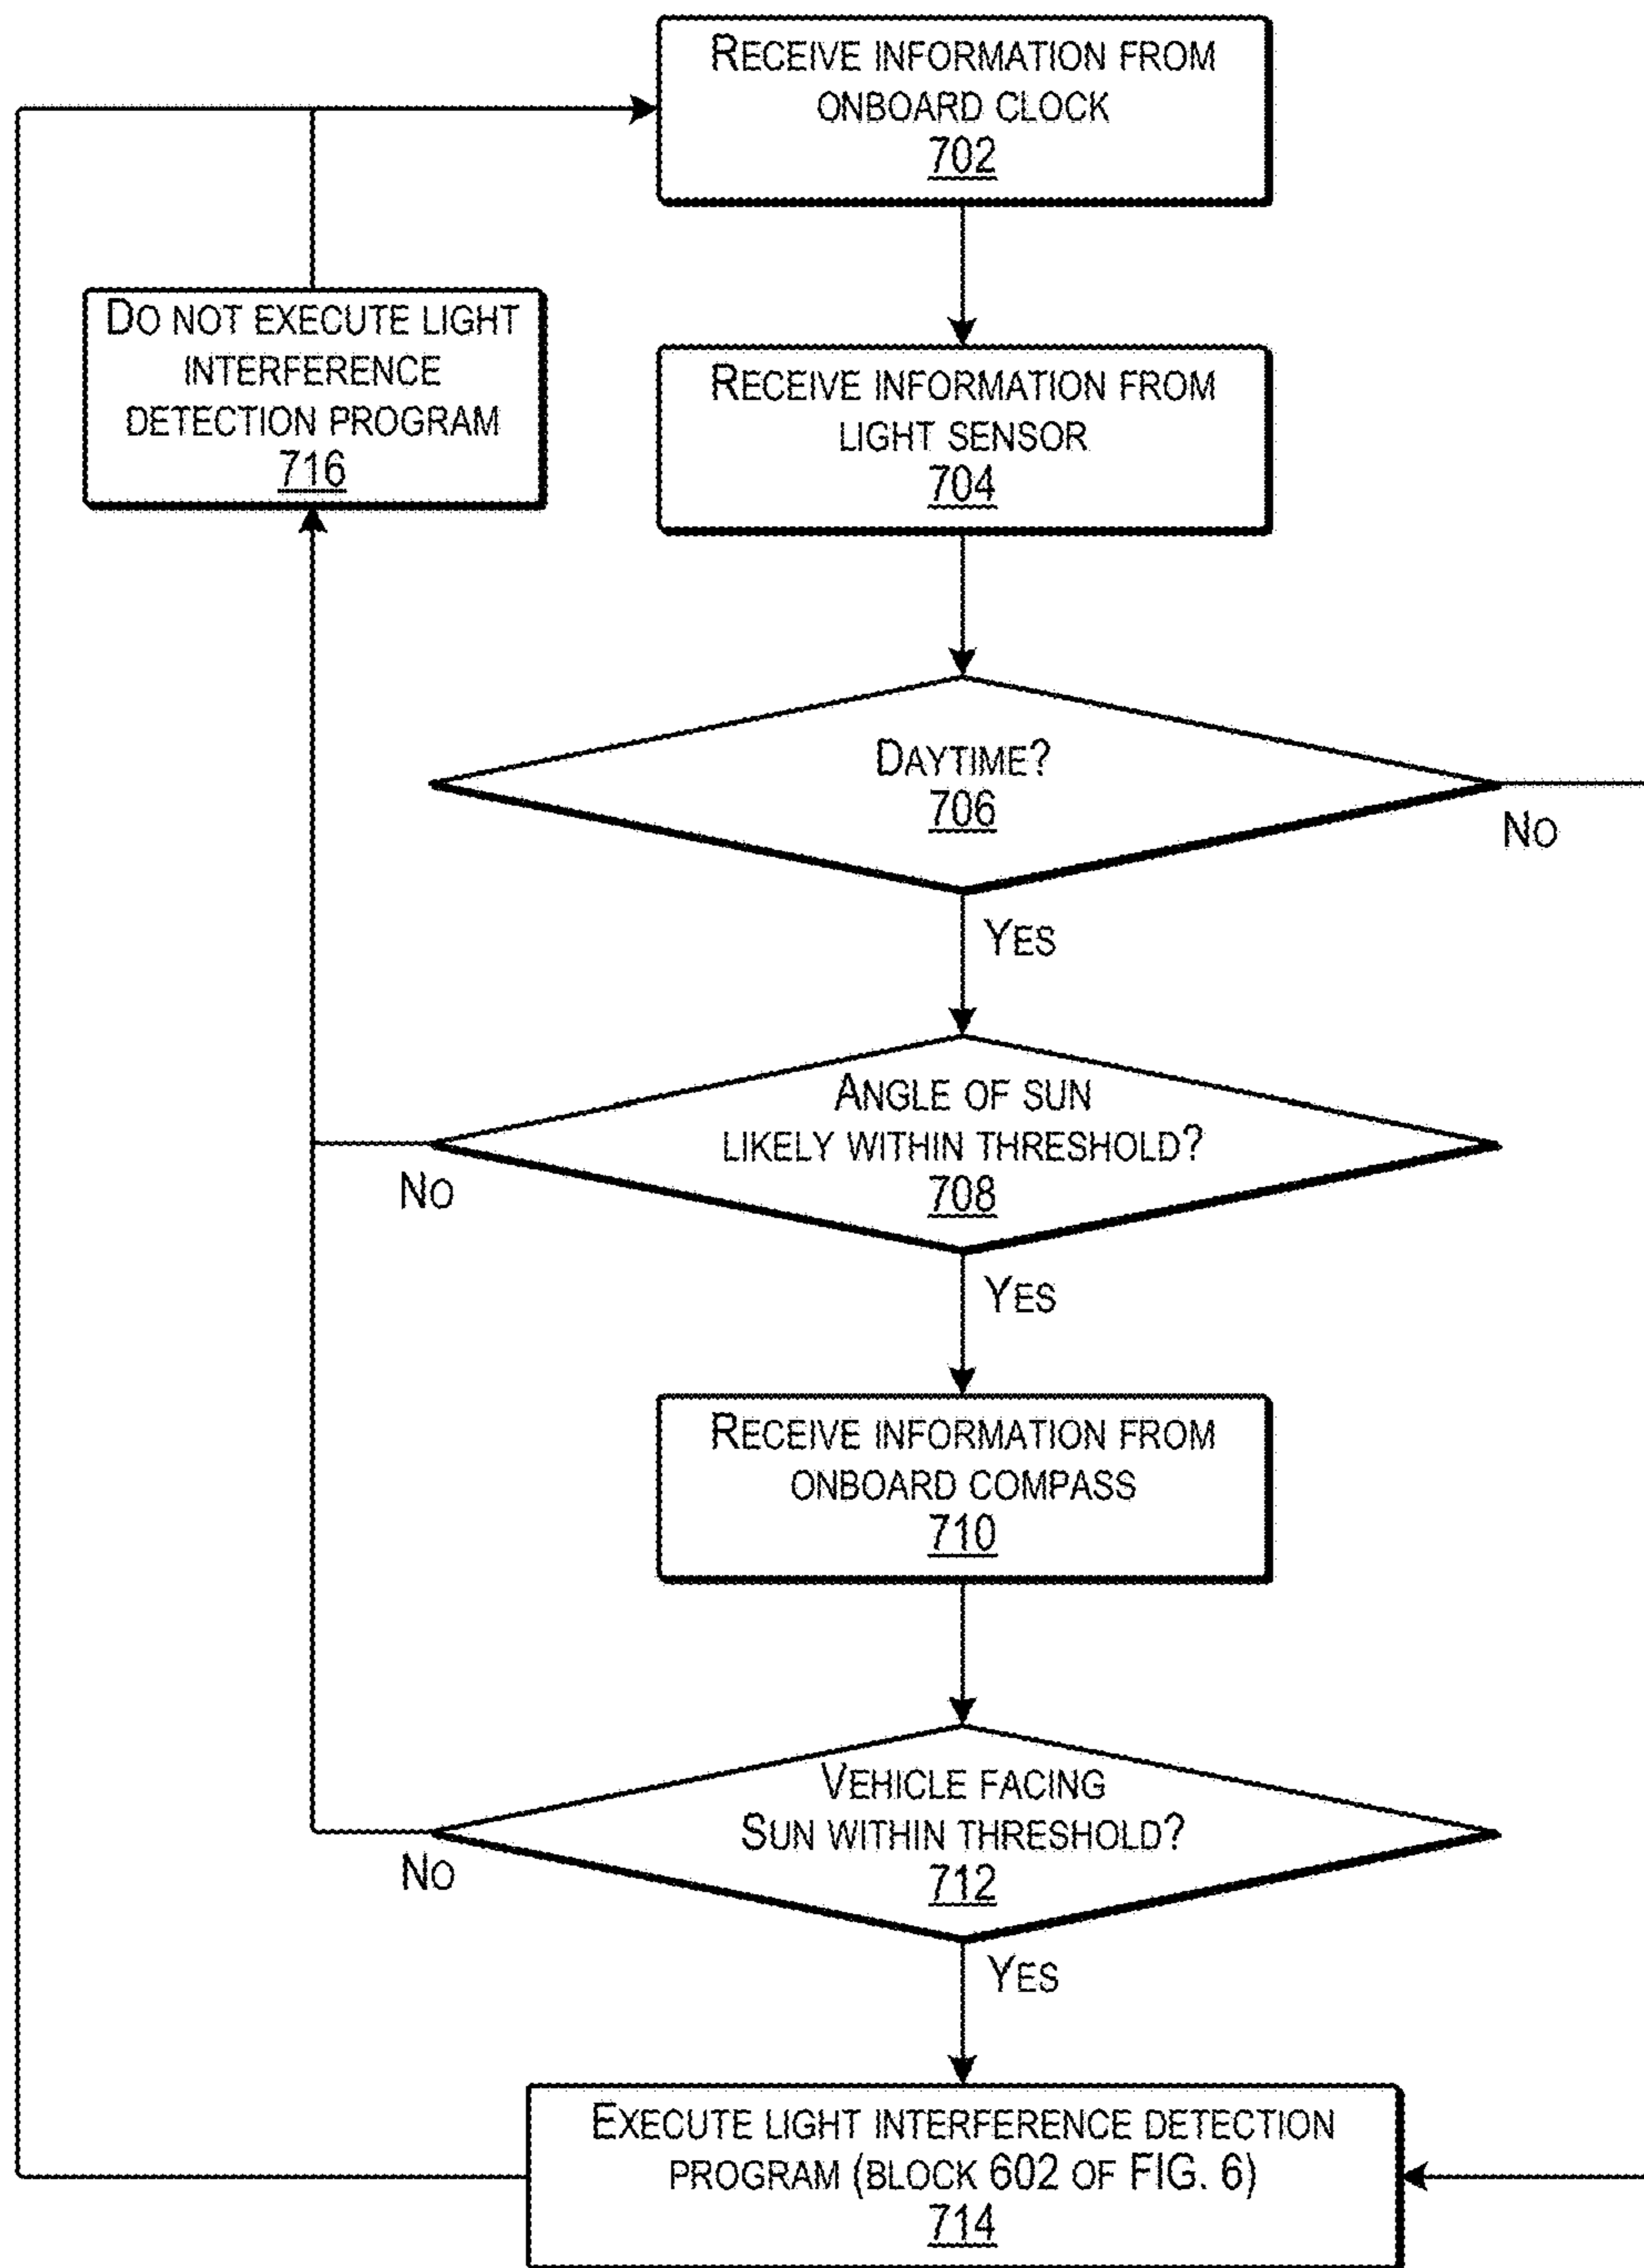 RECEIVE INFORMATION FROM
ONBOARD CLOCK
702
DO NOT EXECUTE LIGHT
INTERFERENCE
DETECTION PROGRAM
716
RECEIVE INFORMATION FROM
LIGHT SENSOR
704
DAYTIME?
706
NO
YES
ANGLE OF SUN
LIKELY WITHIN THRESHOLD?
708
NO
YES
RECEIVE INFORMATION FROM
ONBOARD COMPASS
710
VEHICLE FACING
SUN WITHIN THRESHOLD?
712
NO
YES
EXECUTE LIGHT INTERFERENCE DETECTION
PROGRAM (BLOCK 602 OF FIG. 6)
714